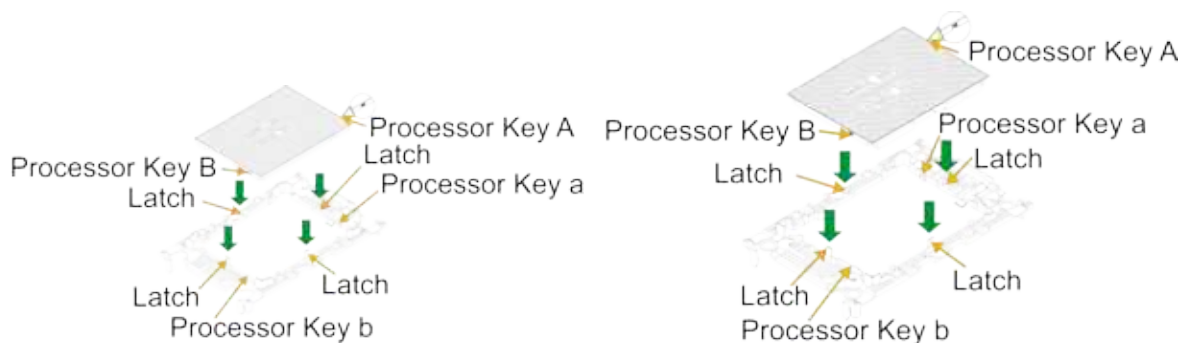 Processor Key A
Latch
Processor Key B
Processor Key a
Latch
Latch
Latch
Processor Key b
Processor Key A
Processor Key B
Processor Key a
Latch
Latch
Latch
Latch
Processor Key b